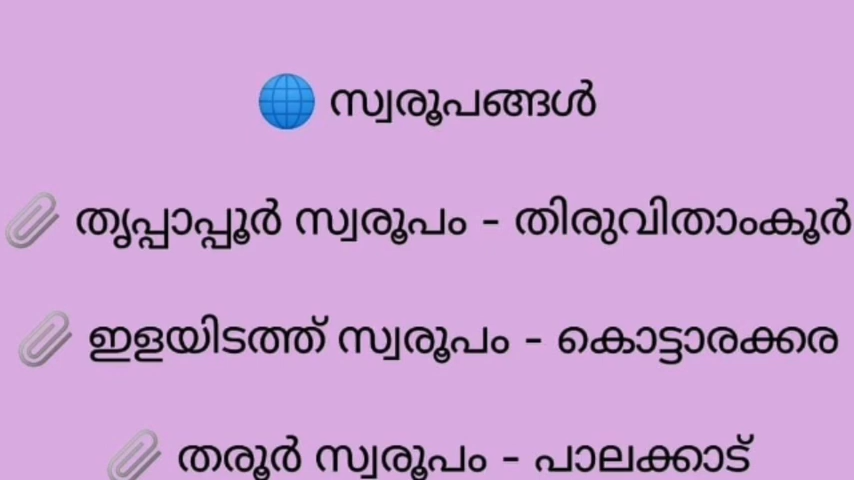 🌐 സ്വരൂപങ്ങൾ
📎 തൃപ്പാപ്പൂർ സ്വരൂപം - തിരുവിതാംകൂർ
📎 ഇളയിടത്ത് സ്വരൂപം - കൊട്ടാരക്കര
📎 തരൂർ സ്വരൂപം - പാലക്കാട്